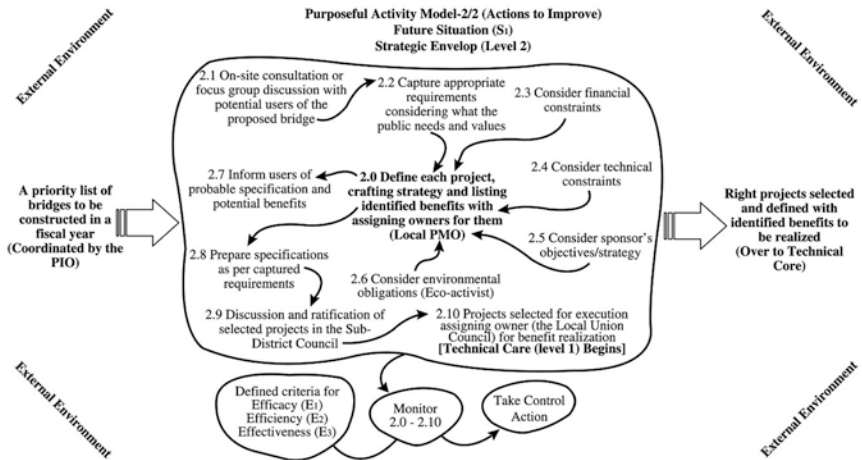 Purposeful Activity Model-2/2 (Actions to Improve)
Future Situation (S₁)
Strategic Envelop (Level 2)
External Environment
External Environment
2.1 On-site consultation or
focus group discussion with
potential users of the
proposed bridge
2.2 Capture appropriate
requirements
considering what the
public needs and values
2.3 Consider financial
constraints
2.7 Inform users of
probable specification and
potential benefits
2.0 Define each project,
crafting strategy and listing
identified benefits with
assigning owners for them
(Local PMO)
2.4 Consider technical
constraints
A priority list of
bridges to be
constructed in a
fiscal year
(Coordinated by the
PIO)
Right projects selected
and defined with
identified benefits to
be realized
(Over to Technical
Core)
2.5 Consider sponsor's
objectives/strategy
2.8 Prepare specifications
as per captured
requirements
2.6 Consider environmental
obligations (Eco-activist)
2.9 Discussion and ratification of
selected projects in the Sub-
District Council
2.10 Projects selected for execution
assigning owner (the Local Union
Council) for benefit realization
[Technical Care (level 1) Begins]
Defined criteria for
Efficacy (E₁)
Efficiency (E₂)
Effectiveness (E₃)
Monitor
2.0 - 2.10
Take Control
Action
External Environment
External Environment